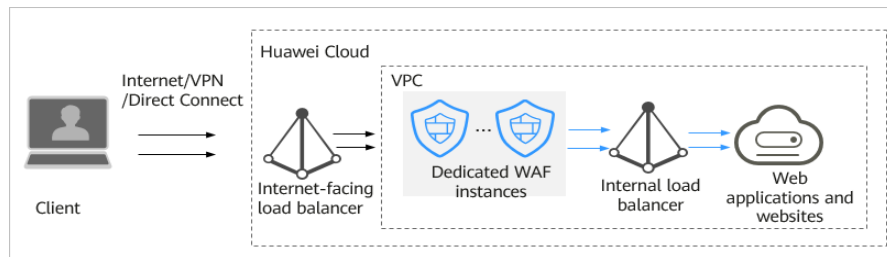 Huawei Cloud
Internet/VPN
/Direct Connect
VPC
...
Client
Internet-facing
load balancer
Dedicated WAF
instances
Internal load
balancer
Web
applications and
websites